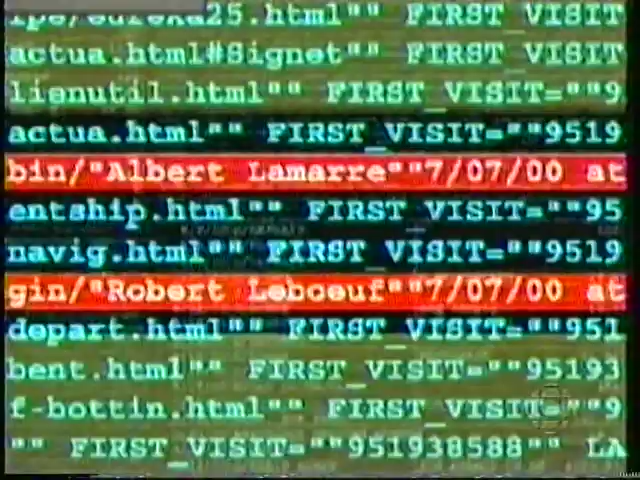 ipe/eureka25.html"" FIRST_VISIT
actua.html#Signet"" FIRST_VISIT
lienutil.html"" FIRST_VISIT=""9
actua.html"" FIRST_VISIT=""9519
bin/"Albert Lamarre""7/07/00 at
entship.html"" FIRST_VISIT=""95
navig.html"" FIRST_VISIT=""9519
gin/"Robert Leboeuf""7/07/00 at
depart.html"" FIRST_VISIT=""951
bent.html"" FIRST_VISIT=""95193
f-bottin.html"" FIRST_VISIT=""9
"" FIRST_VISIT=""951938588"" LA